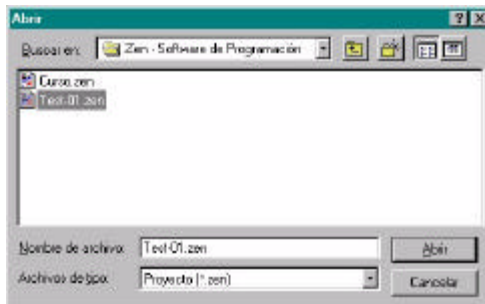 Abrir
Buscar en: Zen - Software de Programación
Curso.zen
Test-01.zen
Nombre de archivo: Test-01.zen Abrir
Archivos de tipo: Proyecto (*.zen) Cancelar